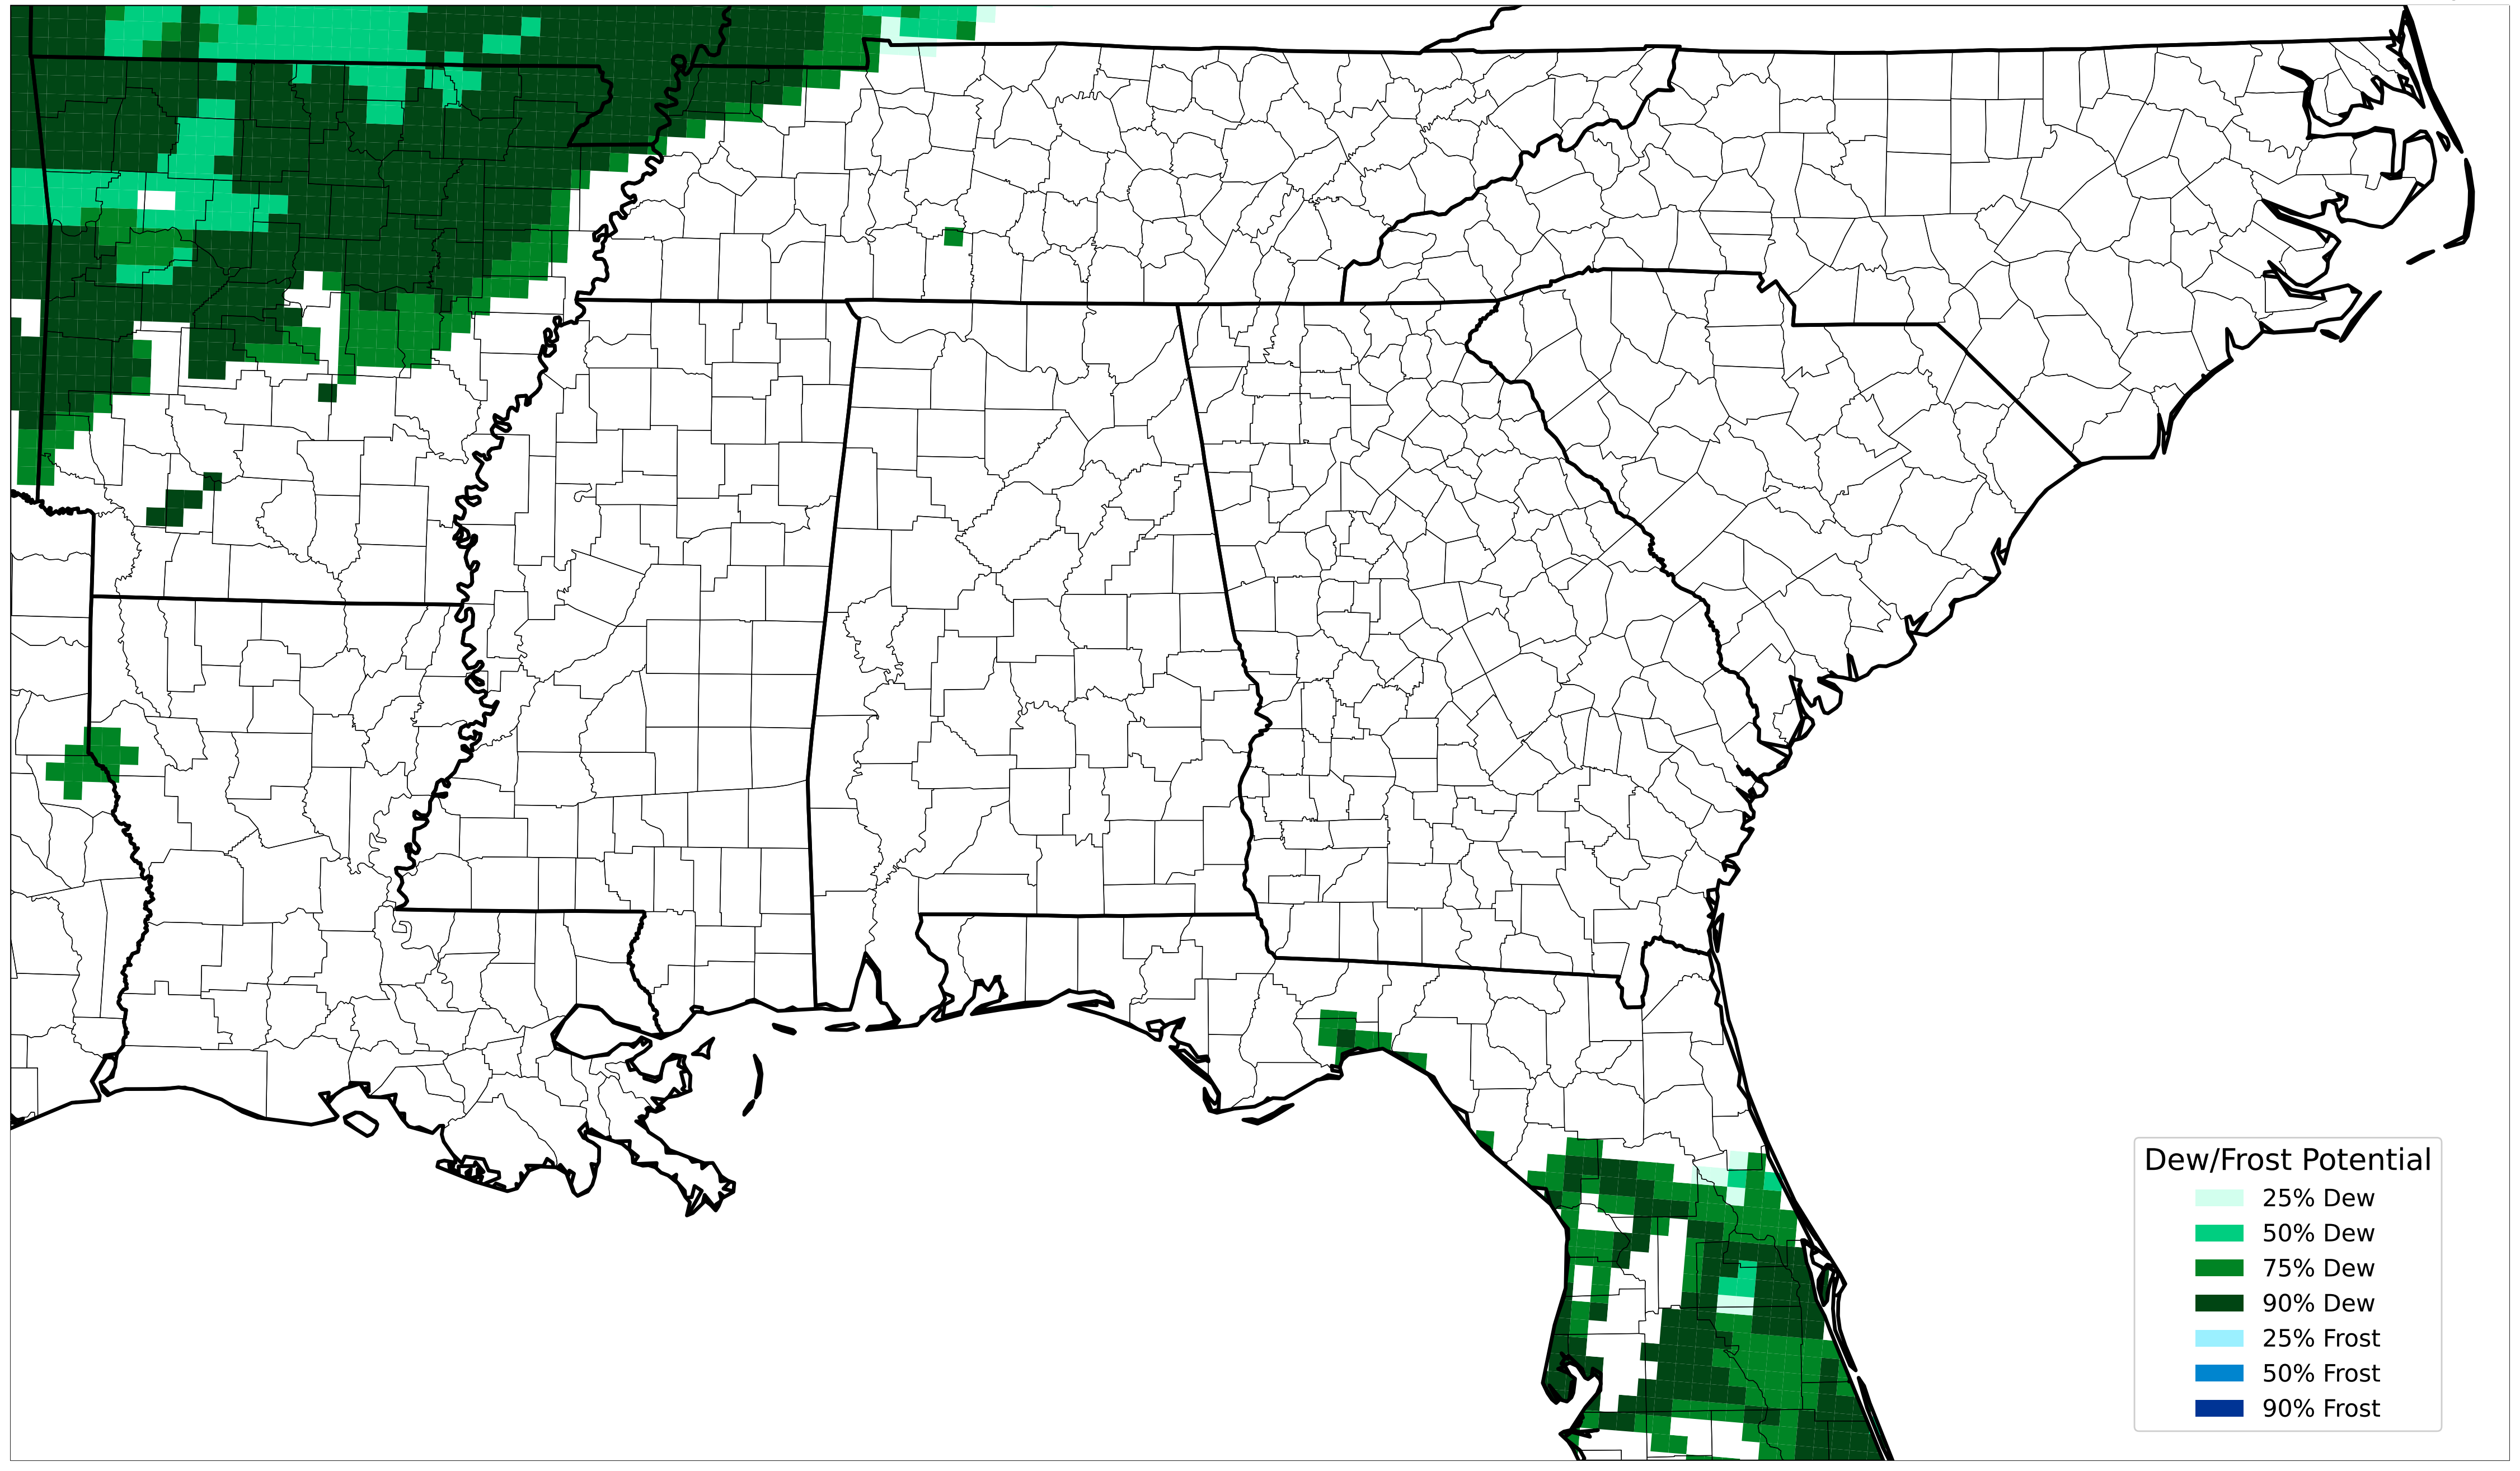 Dew/Frost Potential
25% Dew
50% Dew
75% Dew
90% Dew
25% Frost
50% Frost
90% Frost